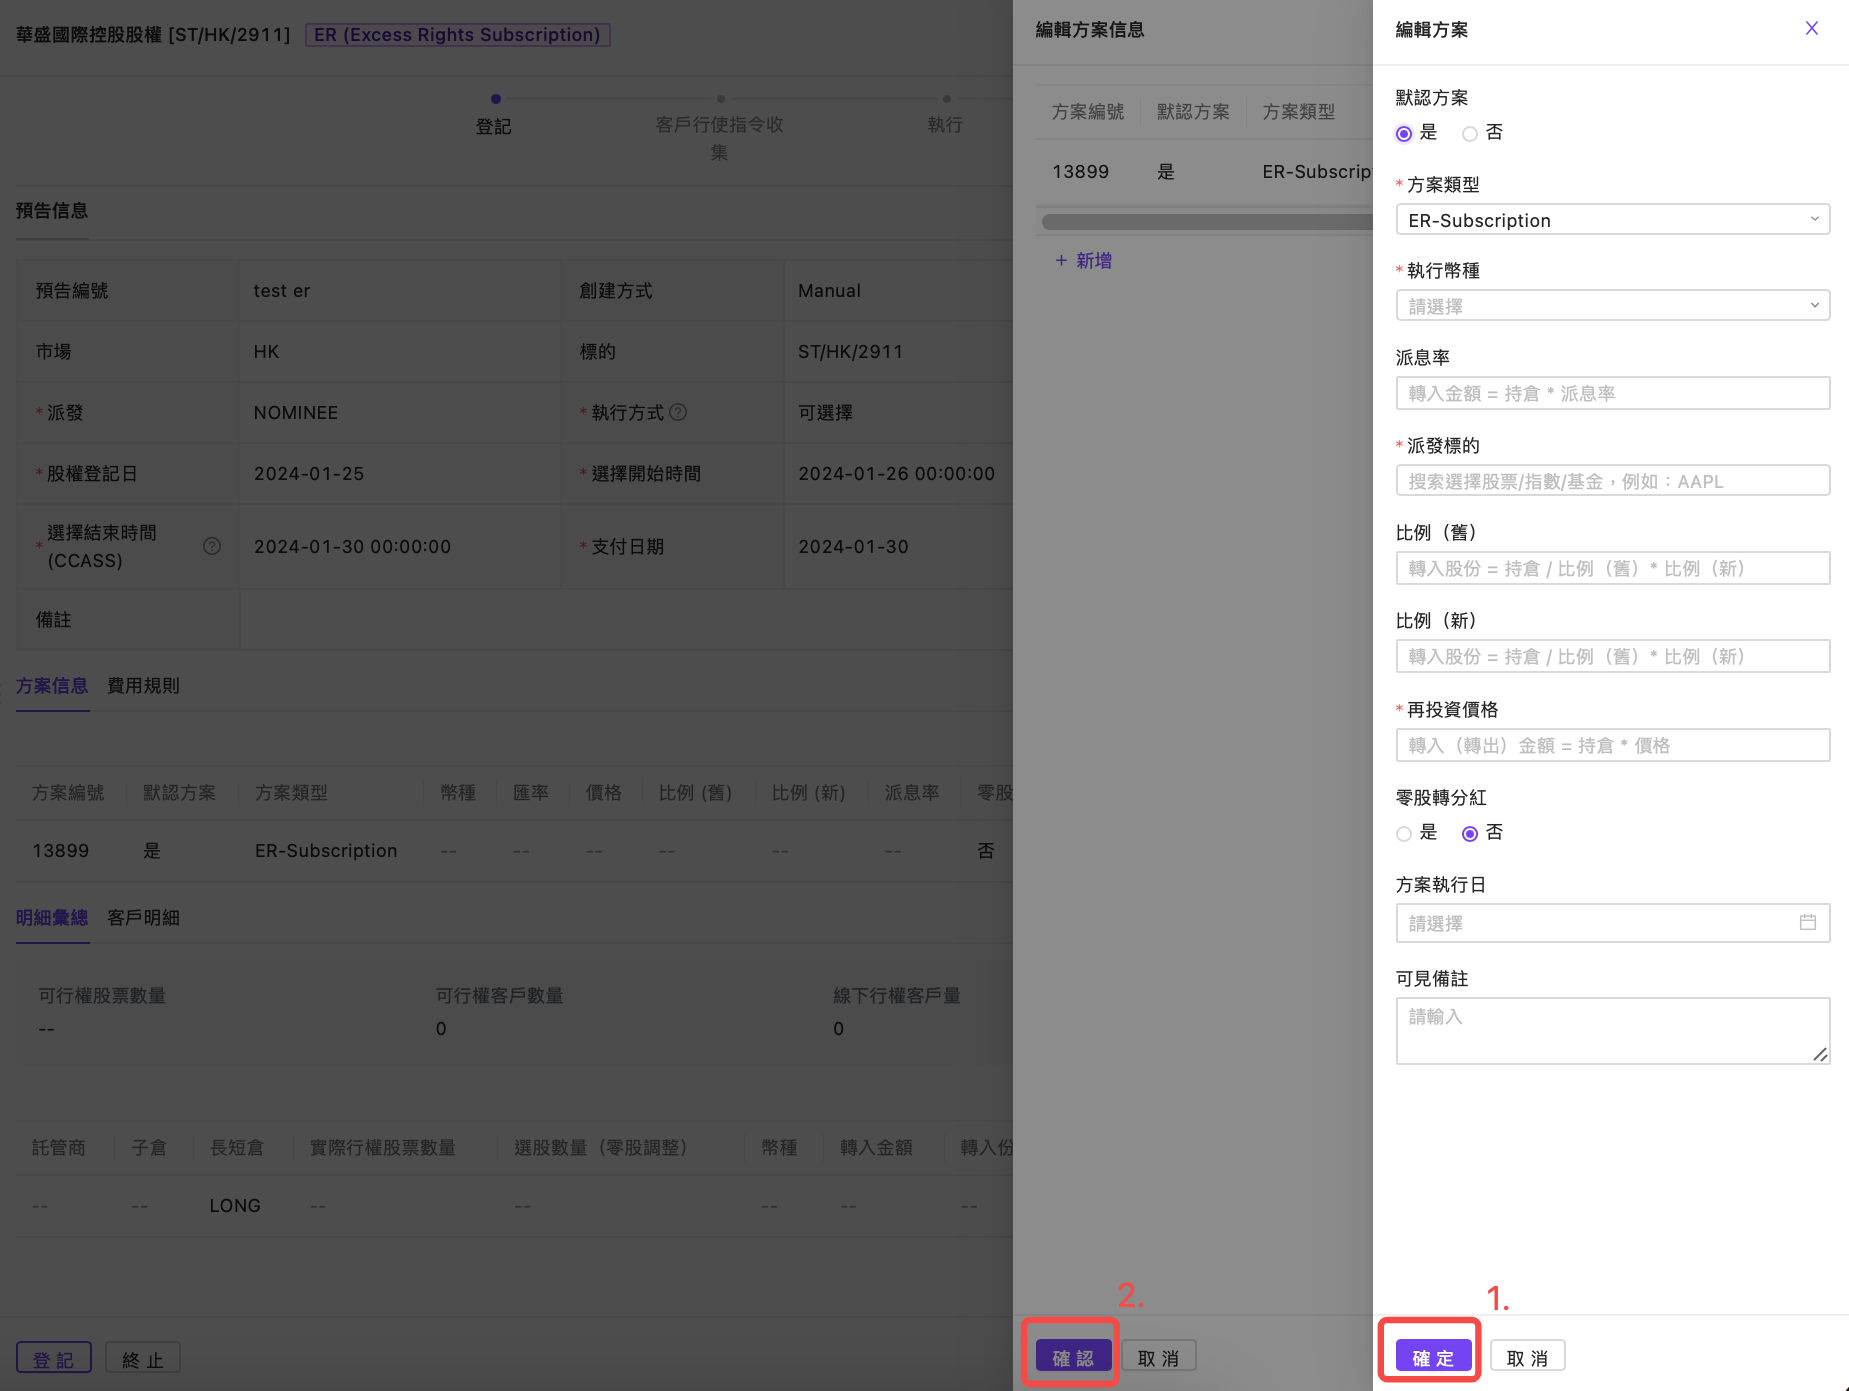 華盛國際控股股權 [ST/HK/2911] ER (Excess Rights Subscription)
登記
客戶行使指令收
集
執行
預告信息
預告編號 test er 創建方式 Manual
市場 HK 標的 ST/HK/2911
* 派發 NOMINEE * 執行方式 可選擇
* 股權登記日 2024-01-25 * 選擇開始時間 2024-01-26 00:00:00
* 選擇結束時間
(CCASS) 2024-01-30 00:00:00 * 支付日期 2024-01-30
備註
方案信息 費用規則
方案編號 默認方案 方案類型 幣種 匯率 價格 比例 (舊) 比例 (新) 派息率 零股
13899 是 ER-Subscription -- -- -- -- -- -- 否
明細彙總 客戶明細
可行權股票數量 可行權客戶數量 線下行權客戶量
-- 0 0
託管商 子倉 長短倉 實際行權股票數量 選股數量（零股調整） 幣種 轉入金額 轉入份
-- -- LONG -- -- -- -- --
登 記 終 止
編輯方案信息
方案編號 默認方案 方案類型
13899 是 ER-Subscrip
+ 新增
2.
確 認 取 消
編輯方案
默認方案
是 否
* 方案類型
ER-Subscription
* 執行幣種
請選擇
派息率
轉入金額 = 持倉 * 派息率
* 派發標的
搜索選擇股票/指數/基金，例如：AAPL
比例（舊）
轉入股份 = 持倉 / 比例（舊）* 比例（新）
比例（新）
轉入股份 = 持倉 / 比例（舊）* 比例（新）
* 再投資價格
轉入（轉出）金額 = 持倉 * 價格
零股轉分紅
是 否
方案執行日
請選擇
可見備註
請輸入
1.
確 定 取 消